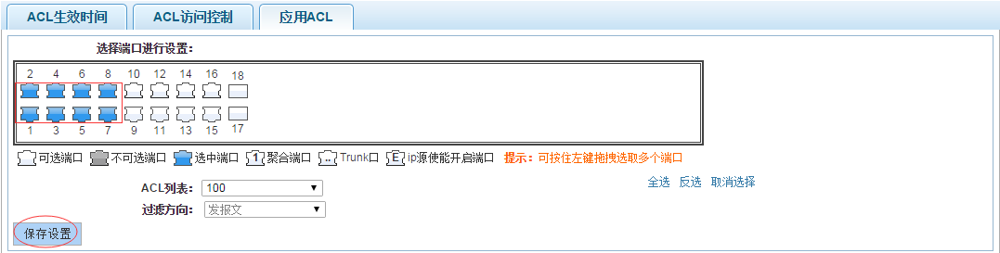 ACL生效时间 ACL访问控制 应用ACL
选择端口进行设置：
2 4 6 8 10 12 14 16 18
1 3 5 7 9 11 13 15 17
可选端口 不可选端口 选中端口 1 聚合端口 .. Trunk口 E ip源使能开启端口 提示：可按住左键拖拽选取多个端口
全选 反选 取消选择
ACL列表： 100
过滤方向： 发报文
保存设置